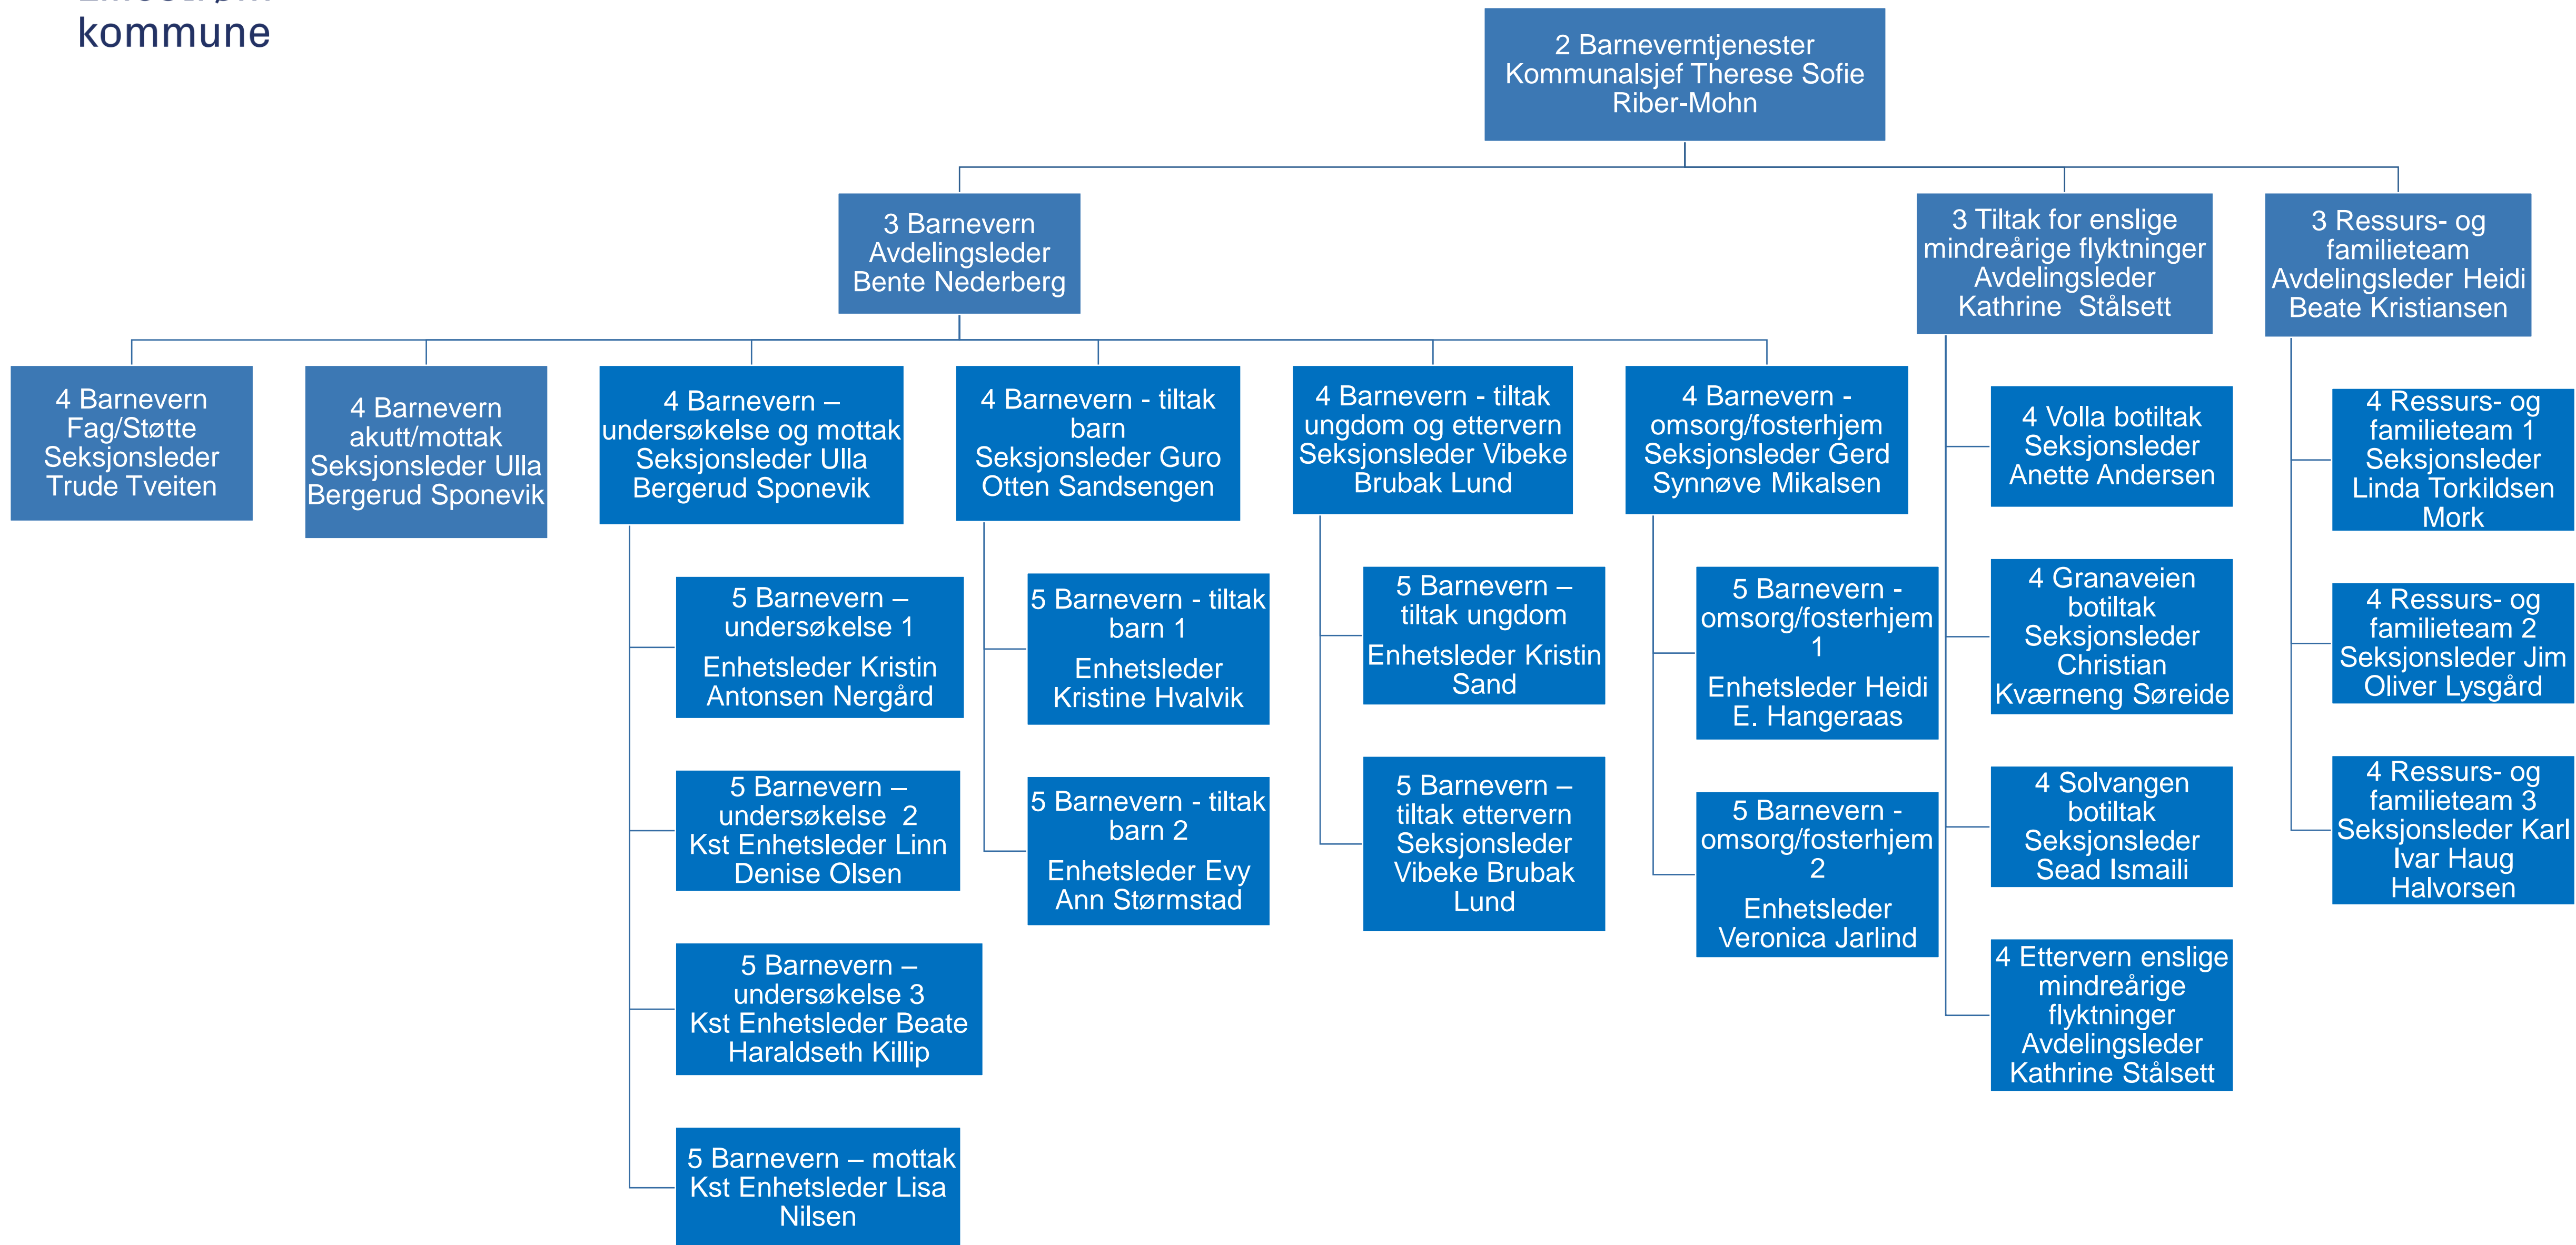 kommune
2 Barneverntjenester
Kommunalsjef Therese Sofie
Riber-Mohn
3 Barnevern
Avdelingsleder
Bente Nederberg
3 Tiltak for enslige
mindreårige flyktninger
Avdelingsleder
Kathrine  Stålsett
3 Ressurs- og
familieteam
Avdelingsleder Heidi
Beate Kristiansen
4 Barnevern
Fag/Støtte
Seksjonsleder
Trude Tveiten
4 Barnevern
akutt/mottak
Seksjonsleder Ulla
Bergerud Sponevik
4 Barnevern –
undersøkelse og mottak
Seksjonsleder Ulla
Bergerud Sponevik
4 Barnevern - tiltak
barn
Seksjonsleder Guro
Otten Sandsengen
4 Barnevern - tiltak
ungdom og ettervern
Seksjonsleder Vibeke
Brubak Lund
4 Barnevern -
omsorg/fosterhjem
Seksjonsleder Gerd
Synnøve Mikalsen
5 Barnevern –
undersøkelse 1
Enhetsleder Kristin
Antonsen Nergård
5 Barnevern –
undersøkelse  2
Kst Enhetsleder Linn
Denise Olsen
5 Barnevern –
undersøkelse 3
Kst Enhetsleder Beate
Haraldseth Killip
5 Barnevern – mottak
Kst Enhetsleder Lisa
Nilsen
5 Barnevern - tiltak
barn 1
Enhetsleder
Kristine Hvalvik
5 Barnevern - tiltak
barn 2
Enhetsleder Evy
Ann Størmstad
5 Barnevern –
tiltak ungdom
Enhetsleder Kristin
Sand
5 Barnevern –
tiltak ettervern
Seksjonsleder
Vibeke Brubak
Lund
5 Barnevern -
omsorg/fosterhjem
1
Enhetsleder Heidi
E. Hangeraas
5 Barnevern -
omsorg/fosterhjem
2
Enhetsleder
Veronica Jarlind
4 Volla botiltak
Seksjonsleder
Anette Andersen
4 Granaveien
botiltak
Seksjonsleder
Christian
Kværneng Søreide
4 Solvangen
botiltak
Seksjonsleder
Sead Ismaili
4 Ettervern enslige
mindreårige
flyktninger
Avdelingsleder
Kathrine Stålsett
4 Ressurs- og
familieteam 1
Seksjonsleder
Linda Torkildsen
Mork
4 Ressurs- og
familieteam 2
Seksjonsleder Jim
Oliver Lysgård
4 Ressurs- og
familieteam 3
Seksjonsleder Karl
Ivar Haug
Halvorsen